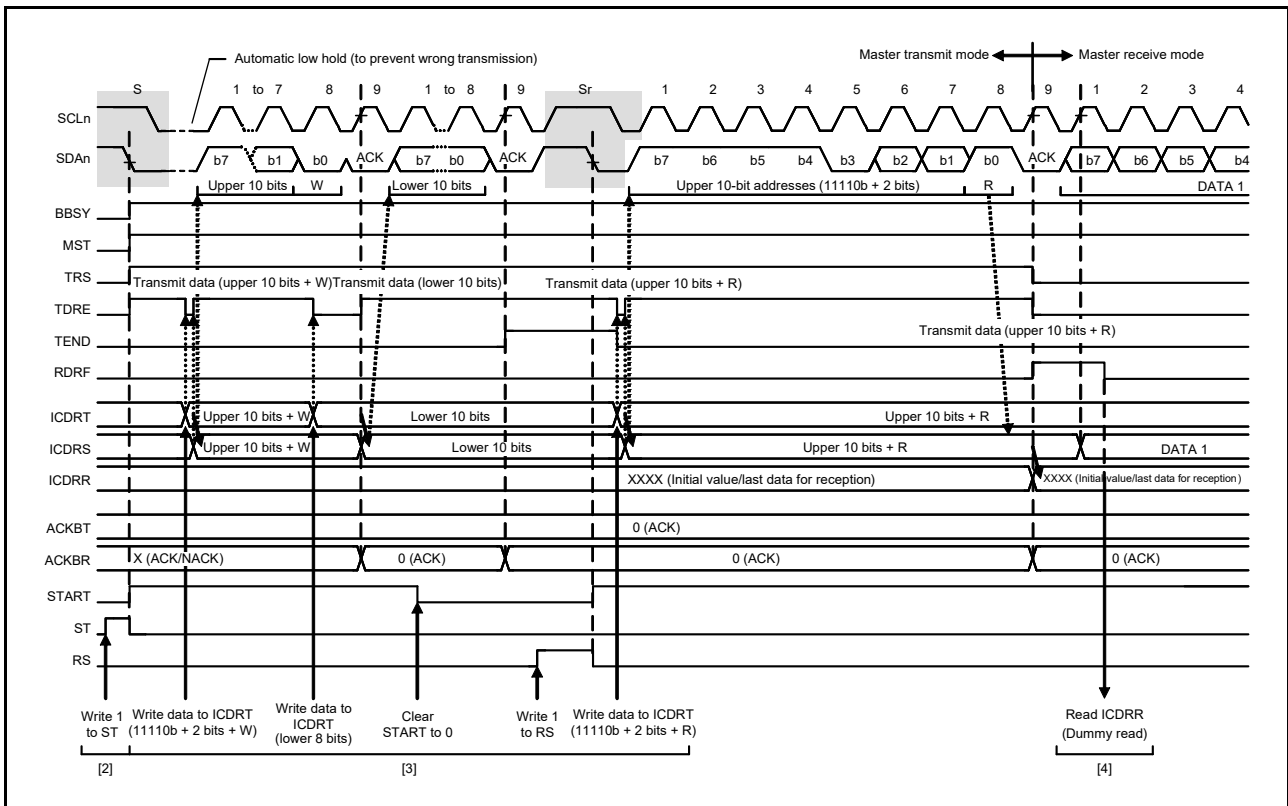 Automatic low hold (to prevent wrong transmission)
Master transmit mode
Master receive mode
S 1 to 7 8 9 1 to 8 9 Sr 1 2 3 4 5 6 7 8 9 1 2 3 4
SCLn
SDAn
b7 b1 b0 ACK b7 b0 ACK b7 b6 b5 b4 b3 b2 b1 b0 ACK b7 b6 b5 b4
Upper 10 bits W Lower 10 bits Upper 10-bit addresses (11110b + 2 bits) R DATA 1
BBSY
MST
TRS
Transmit data (upper 10 bits + W) Transmit data (lower 10 bits) Transmit data (upper 10 bits + R)
TDRE
Transmit data (upper 10 bits + R)
TEND
RDRF
ICDRT Upper 10 bits + W Lower 10 bits Upper 10 bits + R
ICDRS Upper 10 bits + W Lower 10 bits Upper 10 bits + R DATA 1
ICDRR XXXX (Initial value/last data for reception) XXXX (Initial value/last data for reception)
ACKBT 0 (ACK)
ACKBR X (ACK/NACK) 0 (ACK) 0 (ACK) 0 (ACK)
START
ST
RS
Write 1
to ST
Write data to ICDRT
(11110b + 2 bits + W)
Write data to
ICDRT
(lower 8 bits)
Clear
START to 0
Write 1
to RS
Write data to ICDRT
(11110b + 2 bits + R)
Read ICDRR
(Dummy read)
[2] [3] [4]